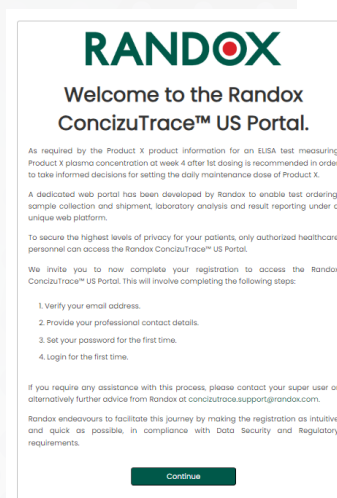 RANDOX
Welcome to the Randox
ConcizuTrace™ US Portal.
As required by the Product X product information for an ELISA test measuring
Product X plasma concentration at week 4 after 1st dosing is recommended in order
to take informed decisions for setting the daily maintenance dose of Product X.
A dedicated web portal has been developed by Randox to enable test ordering,
sample collection and shipment, laboratory analysis and result reporting under a
unique web platform.
To secure the highest levels of privacy for your patients, only authorized healthcare
personnel can access the Randox ConcizuTrace™ US Portal.
We invite you to now complete your registration to access the Randox
ConcizuTrace™ US Portal. This will involve completing the following steps:
1. Verify your email address.
2. Provide your professional contact details.
3. Set your password for the first time.
4. Login for the first time.
If you require any assistance with this process, please contact your super user or
alternatively further advice from Randox at concizutrace.support@randox.com.
Randox endeavours to facilitate this journey by making the registration as intuitive
and quick as possible, in compliance with Data Security and Regulatory
requirements.
Continue